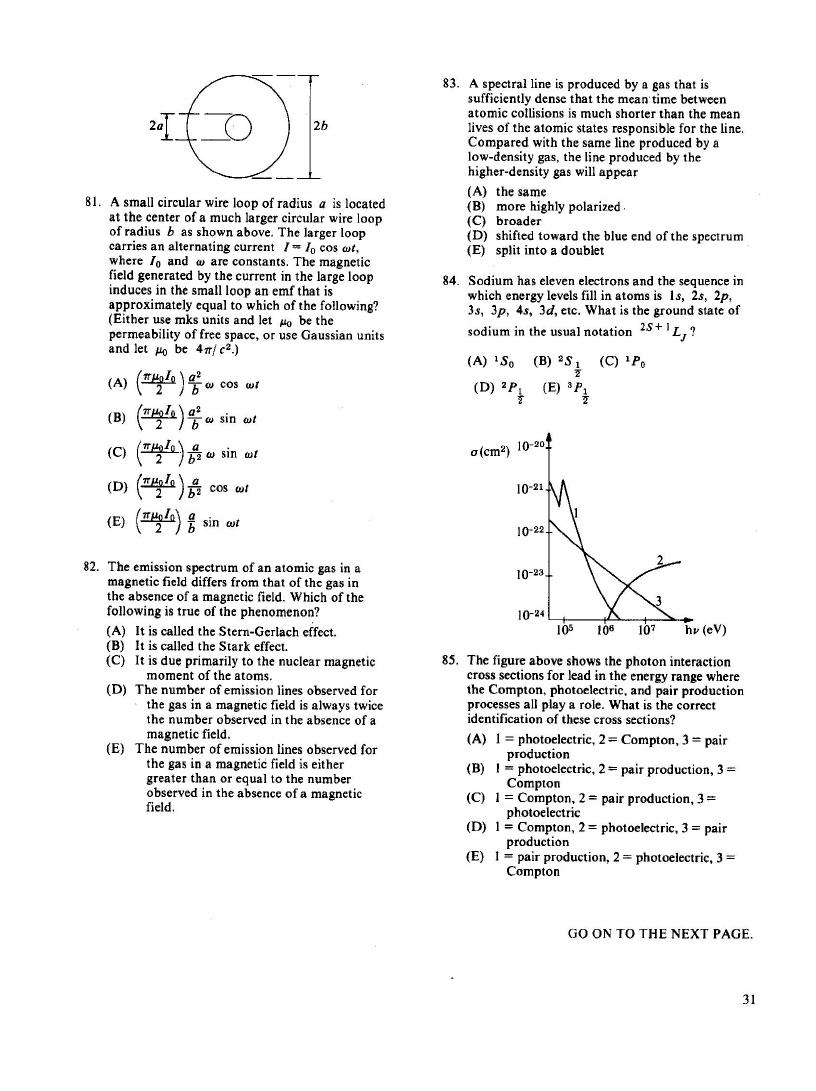 2a
2b
81. A small circular wire loop of radius a is located
at the center of a much larger circular wire loop
of radius b as shown above. The larger loop
carries an alternating current I = I₀ cos ωt,
where I₀ and ω are constants. The magnetic
field generated by the current in the large loop
induces in the small loop an emf that is
approximately equal to which of the following?
(Either use mks units and let μ₀ be the
permeability of free space, or use Gaussian units
and let μ₀ be 4π/c².)
(A) (πμ₀I₀/2) a²/b ω cos ωt
(B) (πμ₀I₀/2) a²/b ω sin ωt
(C) (πμ₀I₀/2) a/b² ω sin ωt
(D) (πμ₀I₀/2) a/b² cos ωt
(E) (πμ₀I₀/2) a/b sin ωt
82. The emission spectrum of an atomic gas in a
magnetic field differs from that of the gas in
the absence of a magnetic field. Which of the
following is true of the phenomenon?
(A) It is called the Stern-Gerlach effect.
(B) It is called the Stark effect.
(C) It is due primarily to the nuclear magnetic
moment of the atoms.
(D) The number of emission lines observed for
the gas in a magnetic field is always twice
the number observed in the absence of a
magnetic field.
(E) The number of emission lines observed for
the gas in a magnetic field is either
greater than or equal to the number
observed in the absence of a magnetic
field.
83. A spectral line is produced by a gas that is
sufficiently dense that the mean time between
atomic collisions is much shorter than the mean
lives of the atomic states responsible for the line.
Compared with the same line produced by a
low-density gas, the line produced by the
higher-density gas will appear
(A) the same
(B) more highly polarized
(C) broader
(D) shifted toward the blue end of the spectrum
(E) split into a doublet
84. Sodium has eleven electrons and the sequence in
which energy levels fill in atoms is 1s, 2s, 2p,
3s, 3p, 4s, 3d, etc. What is the ground state of
sodium in the usual notation ²ˢ⁺¹L_J ?
(A) ¹S₀ (B) ²S_1/2 (C) ¹P₀
(D) ²P_1/2 (E) ³P_1/2
σ(cm²) 10⁻²⁰
10⁻²¹
1
10⁻²²
2
10⁻²³
3
10⁻²⁴
10⁵ 10⁶ 10⁷ hν (eV)
85. The figure above shows the photon interaction
cross sections for lead in the energy range where
the Compton, photoelectric, and pair production
processes all play a role. What is the correct
identification of these cross sections?
(A) 1 = photoelectric, 2 = Compton, 3 = pair
production
(B) 1 = photoelectric, 2 = pair production, 3 =
Compton
(C) 1 = Compton, 2 = pair production, 3 =
photoelectric
(D) 1 = Compton, 2 = photoelectric, 3 = pair
production
(E) 1 = pair production, 2 = photoelectric, 3 =
Compton
GO ON TO THE NEXT PAGE.
31